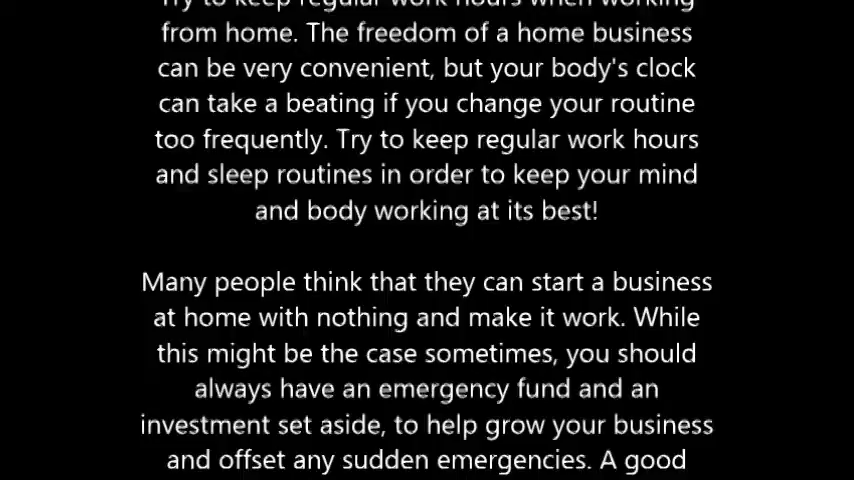 Try to keep regular work hours when working
from home. The freedom of a home business
can be very convenient, but your body's clock
can take a beating if you change your routine
too frequently. Try to keep regular work hours
and sleep routines in order to keep your mind
and body working at its best!
Many people think that they can start a business
at home with nothing and make it work. While
this might be the case sometimes, you should
always have an emergency fund and an
investment set aside, to help grow your business
and offset any sudden emergencies. A good